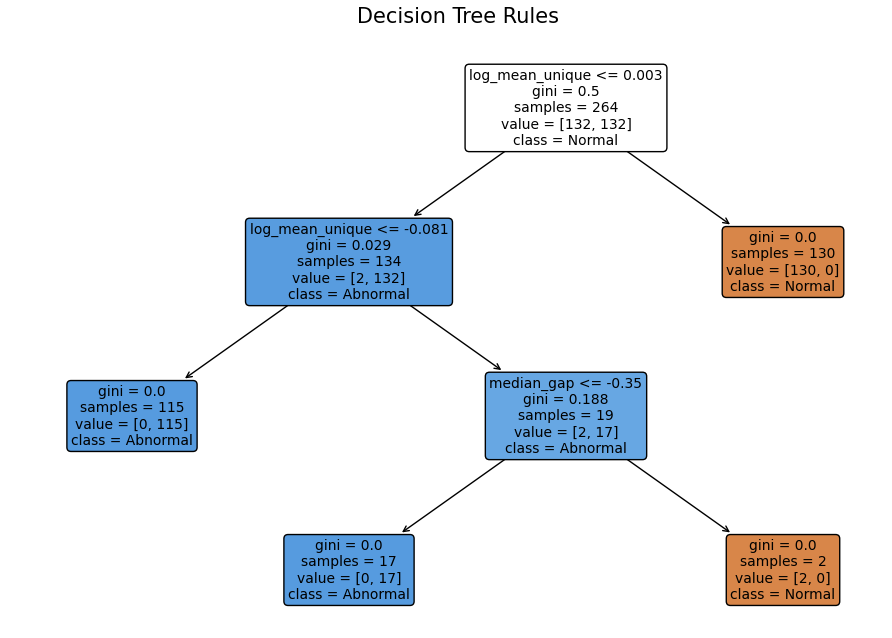 Decision Tree Rules
log_mean_unique <= 0.003
gini = 0.5
samples = 264
value = [132, 132]
class = Normal
log_mean_unique <= -0.081
gini = 0.029
samples = 134
value = [2, 132]
class = Abnormal
gini = 0.0
samples = 130
value = [130, 0]
class = Normal
gini = 0.0
samples = 115
value = [0, 115]
class = Abnormal
median_gap <= -0.35
gini = 0.188
samples = 19
value = [2, 17]
class = Abnormal
gini = 0.0
samples = 17
value = [0, 17]
class = Abnormal
gini = 0.0
samples = 2
value = [2, 0]
class = Normal